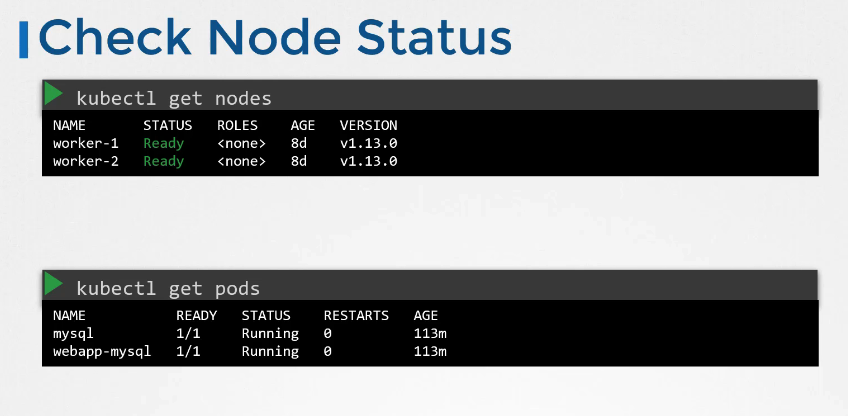 Check Node Status
kubectl get nodes
NAME STATUS ROLES AGE VERSION
worker-1 Ready <none> 8d v1.13.0
worker-2 Ready <none> 8d v1.13.0
kubectl get pods
NAME READY STATUS RESTARTS AGE
mysql 1/1 Running 0 113m
webapp-mysql 1/1 Running 0 113m